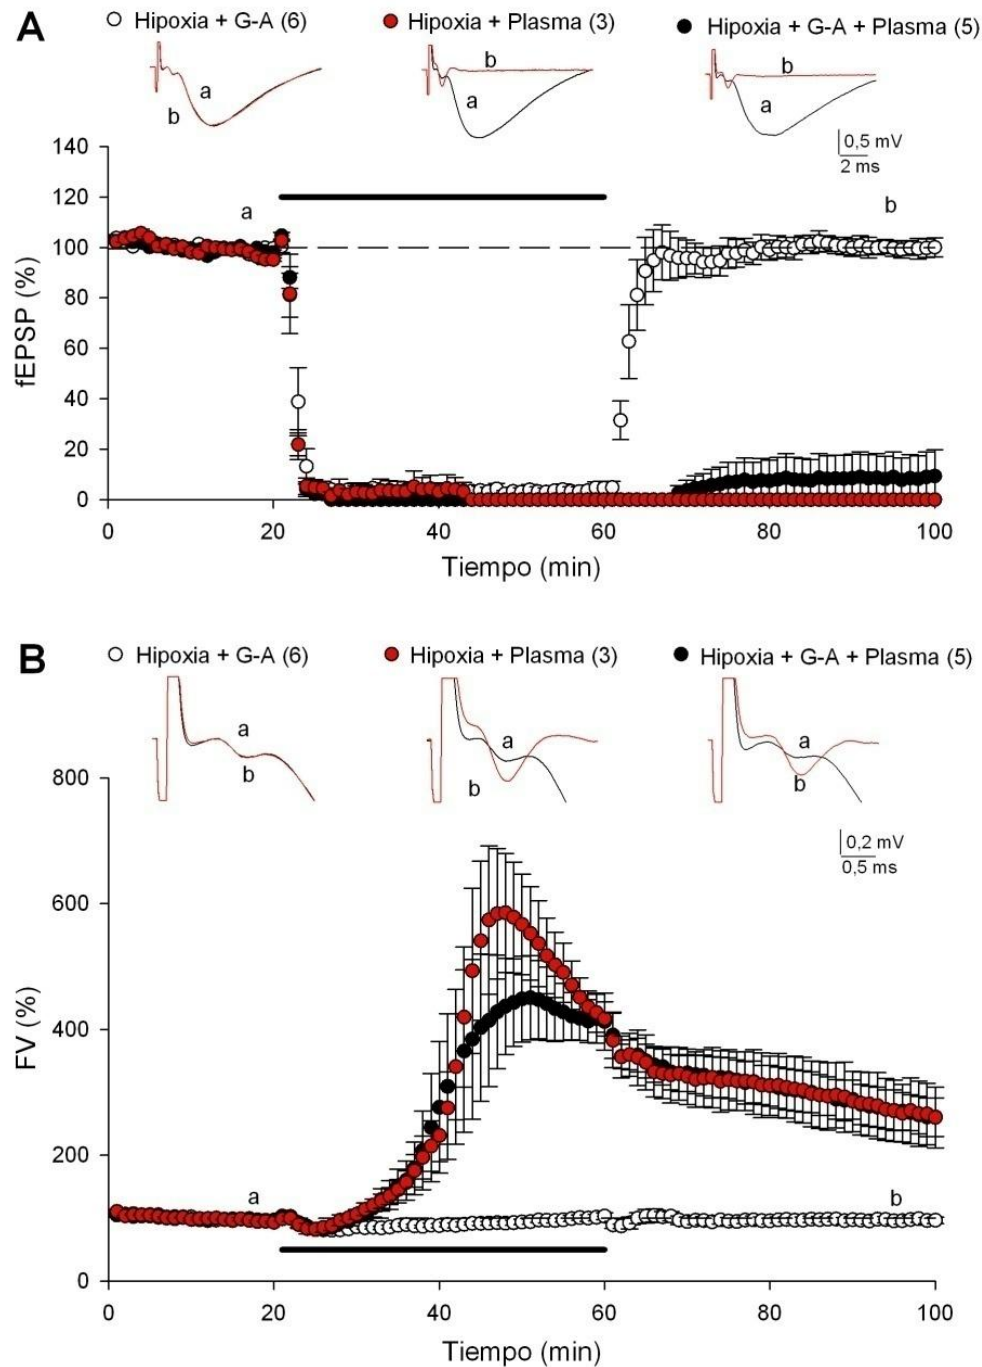 A
Hipoxia + G-A (6) Hipoxia + Plasma (3) Hipoxia + G-A + Plasma (5)
b
a
a
b
b
a
0,5 mV
2 ms
140
120
100
80
60
40
20
0
a
b
fEPSP (%)
0 20 40 60 80 100
Tiempo (min)
B
Hipoxia + G-A (6) Hipoxia + Plasma (3) Hipoxia + G-A + Plasma (5)
a
b
a
b
a
b
0,2 mV
0,5 ms
800
600
400
200
0
a
b
FV (%)
0 20 40 60 80 100
Tiempo (min)